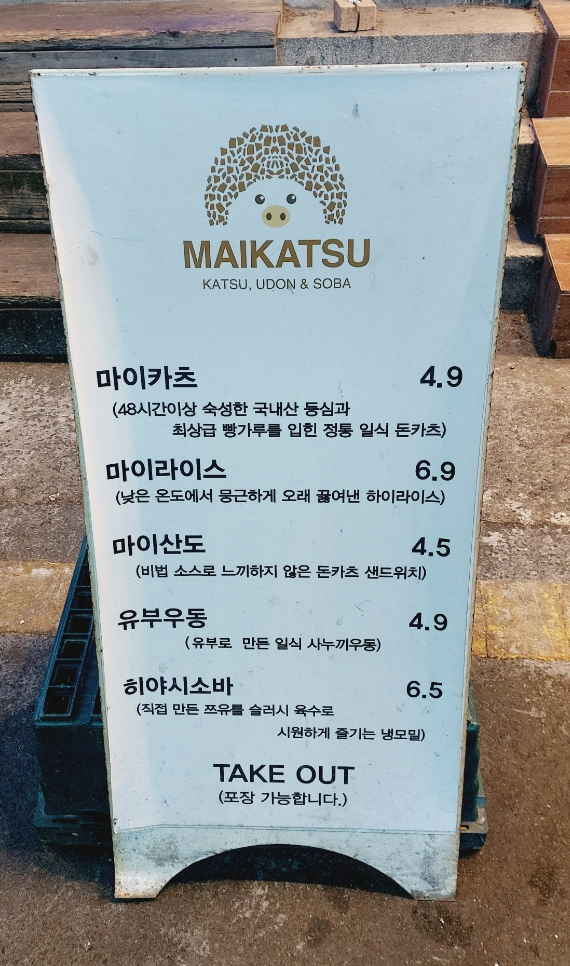 MAIKATSU
KATSU, UDON & SOBA
마이카츠 4.9
(48시간이상 숙성한 국내산 등심과
최상급 빵가루를 입힌 정통 일식 돈카츠)
마이라이스 6.9
(낮은 온도에서 뭉근하게 오래 끓여낸 하이라이스)
마이산도 4.5
(비법 소스로 느끼하지 않은 돈카츠 샌드위치)
유부우동 4.9
(유부로 만든 일식 사누끼우동)
히야시소바 6.5
(직접 만든 쯔유를 슬러시 육수로
시원하게 즐기는 냉모밀)
TAKE OUT
(포장 가능합니다.)